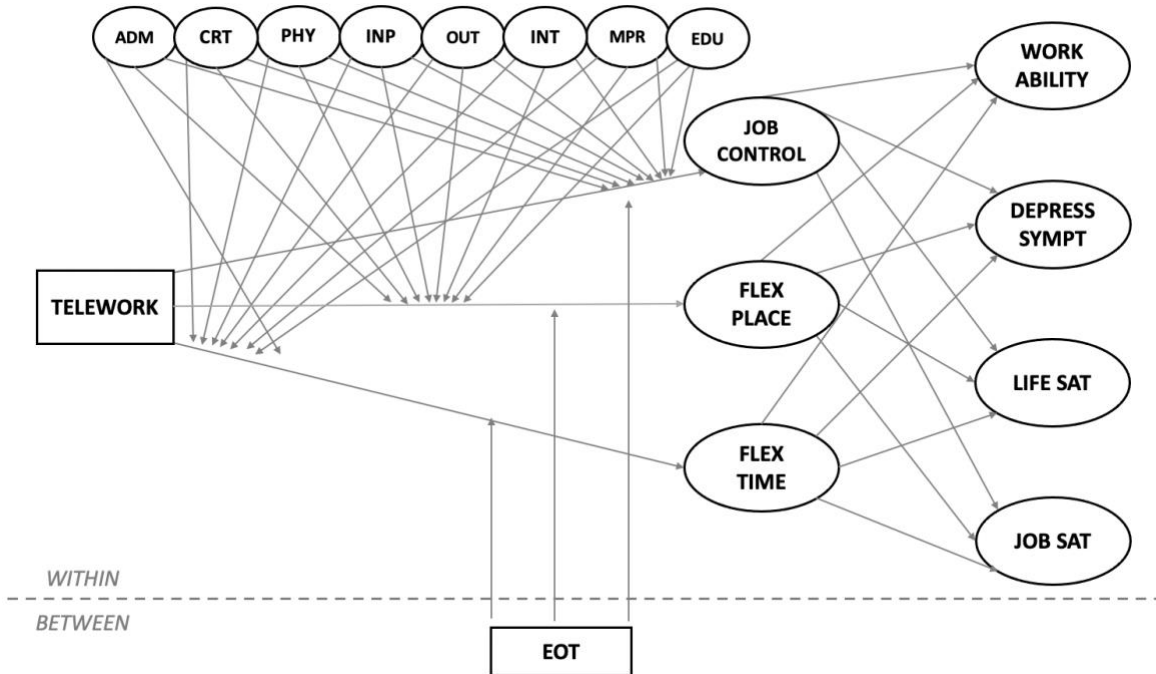 ADM
CRT
PHY
INP
OUT
INT
MPR
EDU
WORK
ABILITY
JOB
CONTROL
DEPRESS
SYMPT
TELEWORK
FLEX
PLACE
LIFE SAT
FLEX
TIME
JOB SAT
WITHIN
BETWEEN
EOT